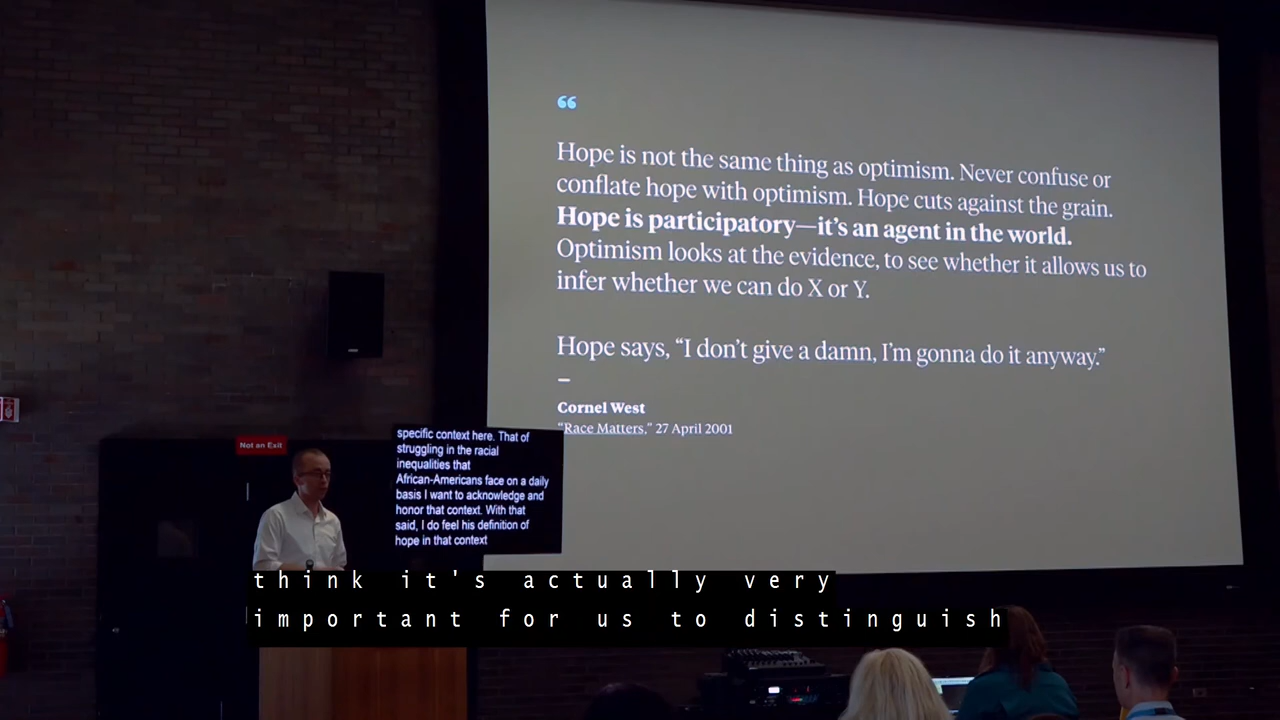 “
Hope is not the same thing as optimism. Never confuse or
conflate hope with optimism. Hope cuts against the grain.
Hope is participatory—it’s an agent in the world.
Optimism looks at the evidence, to see whether it allows us to
infer whether we can do X or Y.
Hope says, “I don’t give a damn, I’m gonna do it anyway.”
—
Cornel West
“Race Matters,” 27 April 2001
Not an Exit
specific context here. That of
struggling in the racial
inequalities that
African-Americans face on a daily
basis I want to acknowledge and
honor that context. With that
said, I do feel his definition of
hope in that context
think it's actually very
important for us to distinguish